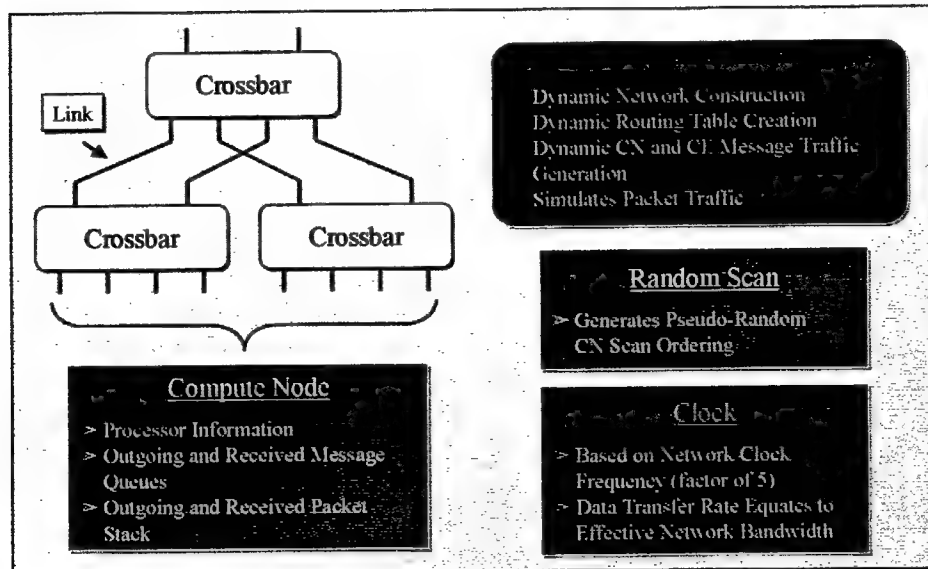 Crossbar
Link
Crossbar
Crossbar
Compute Node
> Processor Information
> Outgoing and Received Message
Queues
> Outgoing and Received Packet
Stack
Dynamic Network Construction
Dynamic Routing Table Creation
Dynamic CN and CE Message Traffic
Generation
Simulates Packet Traffic
Random Scan
> Generates Pseudo-Random
CN Scan Ordering
Clock
> Based on Network Clock
Frequency (factor of 5)
> Data Transfer Rate Equates to
Effective Network Bandwidth